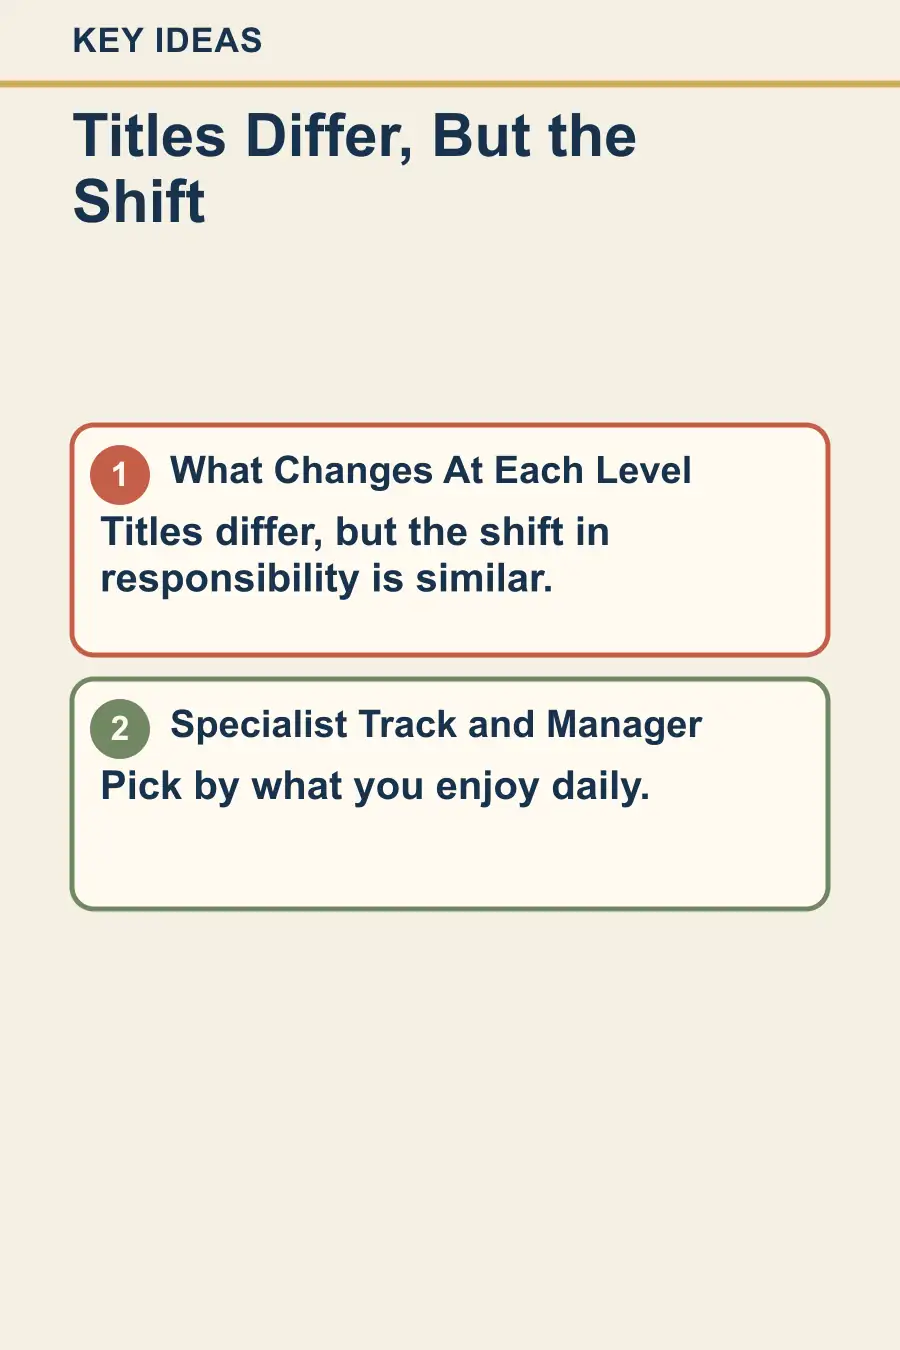 KEY IDEAS
Titles Differ, But the
Shift
1 What Changes At Each Level
Titles differ, but the shift in
responsibility is similar.
2 Specialist Track and Manager
Pick by what you enjoy daily.